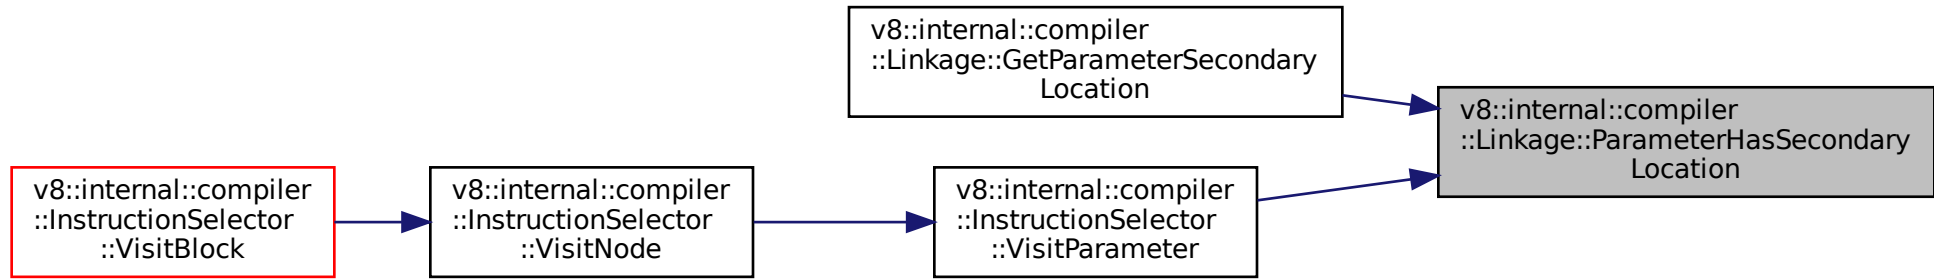 v8::internal::compiler
::Linkage::GetParameterSecondary
Location
v8::internal::compiler
::Linkage::ParameterHasSecondary
Location
v8::internal::compiler
::InstructionSelector
::VisitBlock
v8::internal::compiler
::InstructionSelector
::VisitNode
v8::internal::compiler
::InstructionSelector
::VisitParameter